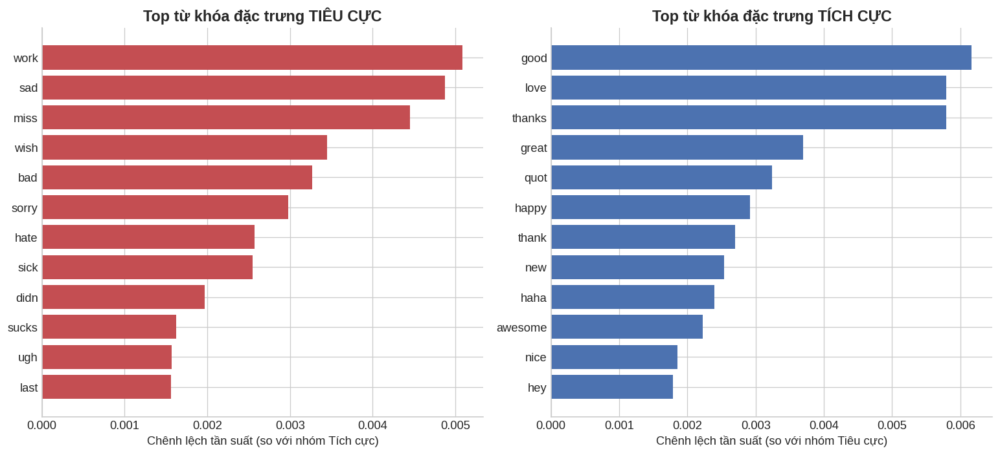 Top từ khóa đặc trưng TIÊU CỰC
work
sad
miss
wish
bad
sorry
hate
sick
didn
sucks
ugh
last
0.000 0.001 0.002 0.003 0.004 0.005
Chênh lệch tần suất (so với nhóm Tích cực)
Top từ khóa đặc trưng TÍCH CỰC
good
love
thanks
great
quot
happy
thank
new
haha
awesome
nice
hey
0.000 0.001 0.002 0.003 0.004 0.005 0.006
Chênh lệch tần suất (so với nhóm Tiêu cực)